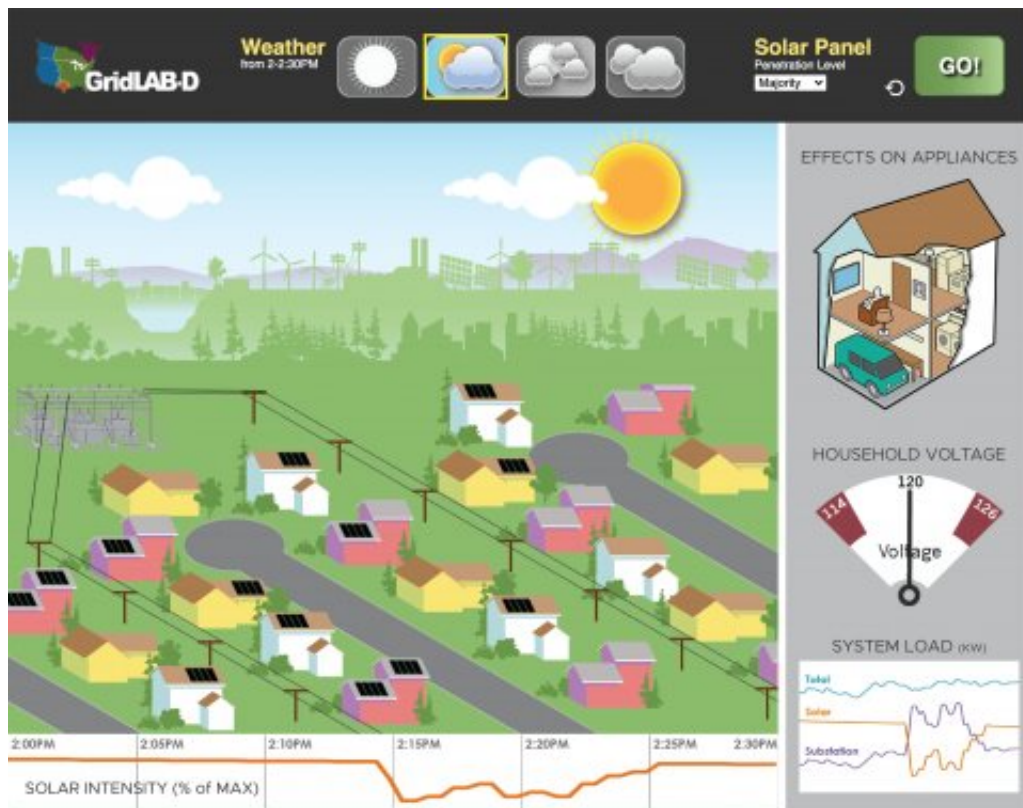 GridLAB-D
Weather
from 2-2:30PM
Solar Panel
Penetration Level
Majority
GO!
EFFECTS ON APPLIANCES
HOUSEHOLD VOLTAGE
114
120
126
Voltage
SYSTEM LOAD (KW)
Total
Solar
Substation
2:00PM
2:05PM
2:10PM
2:15PM
2:20PM
2:25PM
2:30PM
SOLAR INTENSITY (% of MAX)